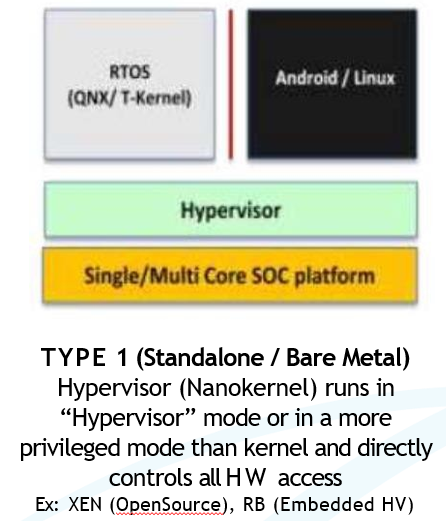 RTOS
(QNX/ T-Kernel)
Android / Linux
Hypervisor
Single/Multi Core SOC platform
TYPE 1 (Standalone / Bare Metal)
Hypervisor (Nanokernel) runs in
“Hypervisor” mode or in a more
privileged mode than kernel and directly
controls all HW access
Ex: XEN (OpenSource), RB (Embedded HV)